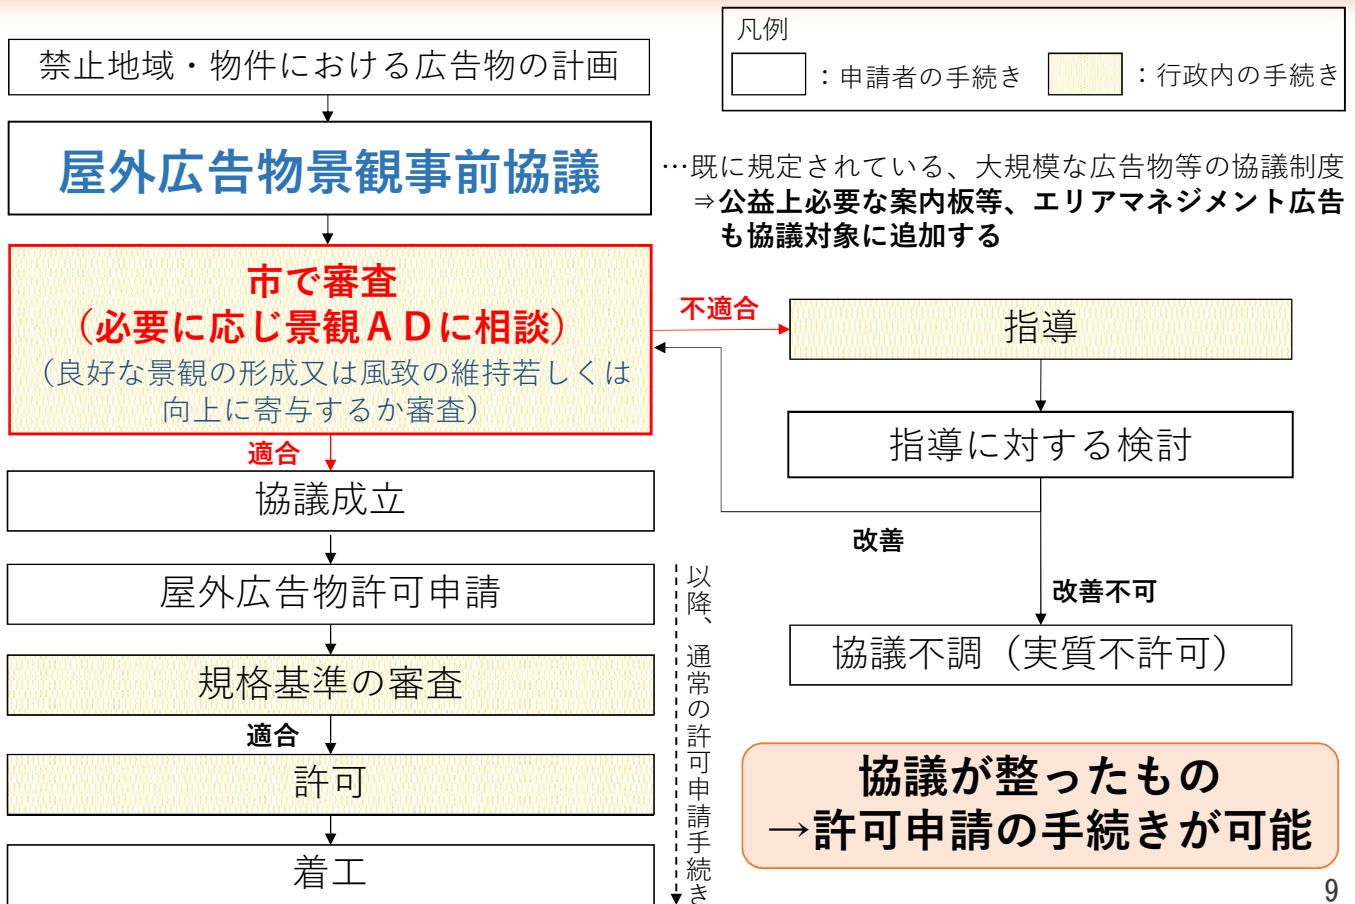 凡例
：申請者の手続き
：行政内の手続き
禁止地域・物件における広告物の計画
屋外広告物景観事前協議
…既に規定されている、大規模な広告物等の協議制度
⇒公益上必要な案内板等、エリアマネジメント広告
も協議対象に追加する
市で審査
（必要に応じ景観ＡＤに相談）
（良好な景観の形成又は風致の維持若しくは
向上に寄与するか審査）
不適合
指導
指導に対する検討
改善
改善不可
協議不調（実質不許可）
適合
協議成立
屋外広告物許可申請
規格基準の審査
適合
許可
着工
以降、通常の許可申請手続き
協議が整ったもの
→許可申請の手続きが可能
9